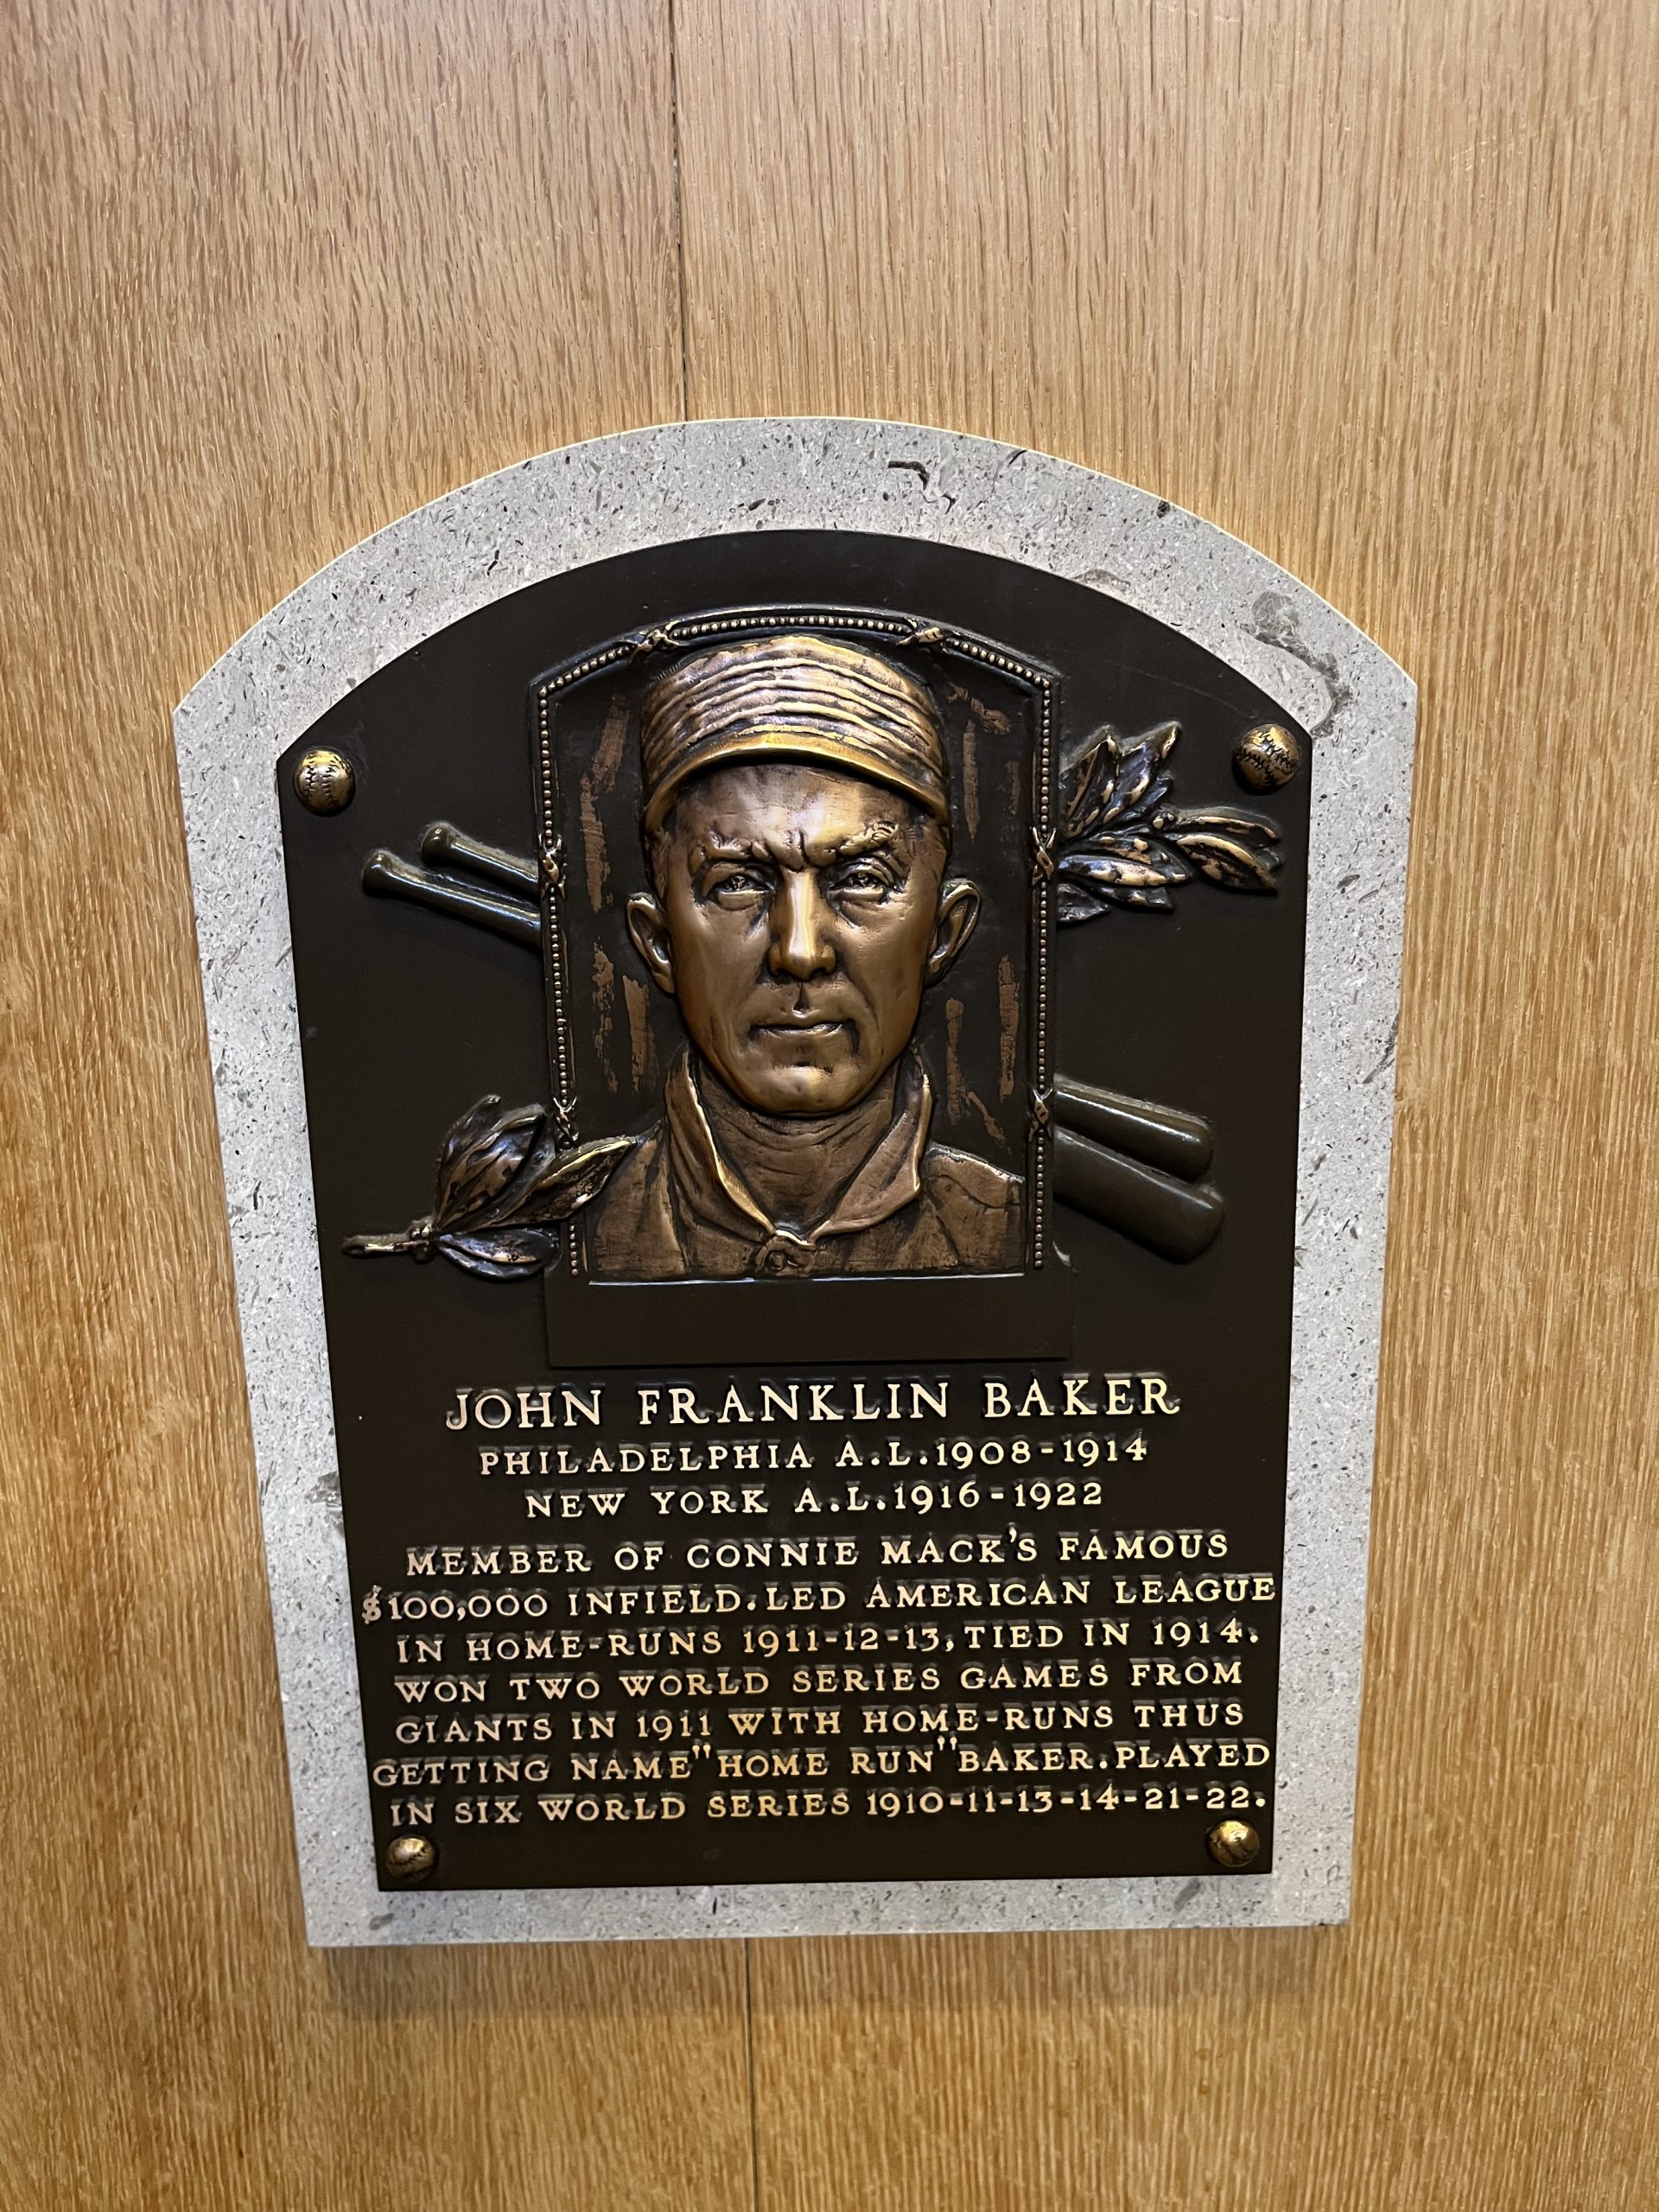 JOHN FRANKLIN BAKER
PHILADELPHIA A.L. 1908-1914
NEW YORK A.L. 1916-1922
MEMBER OF CONNIE MACK'S FAMOUS
$100,000 INFIELD. LED AMERICAN LEAGUE
IN HOME-RUNS 1911-12-13, TIED IN 1914.
WON TWO WORLD SERIES GAMES FROM
GIANTS IN 1911 WITH HOME-RUNS THUS
GETTING NAME "HOME RUN" BAKER. PLAYED
IN SIX WORLD SERIES 1910-11-13-14-21-22.